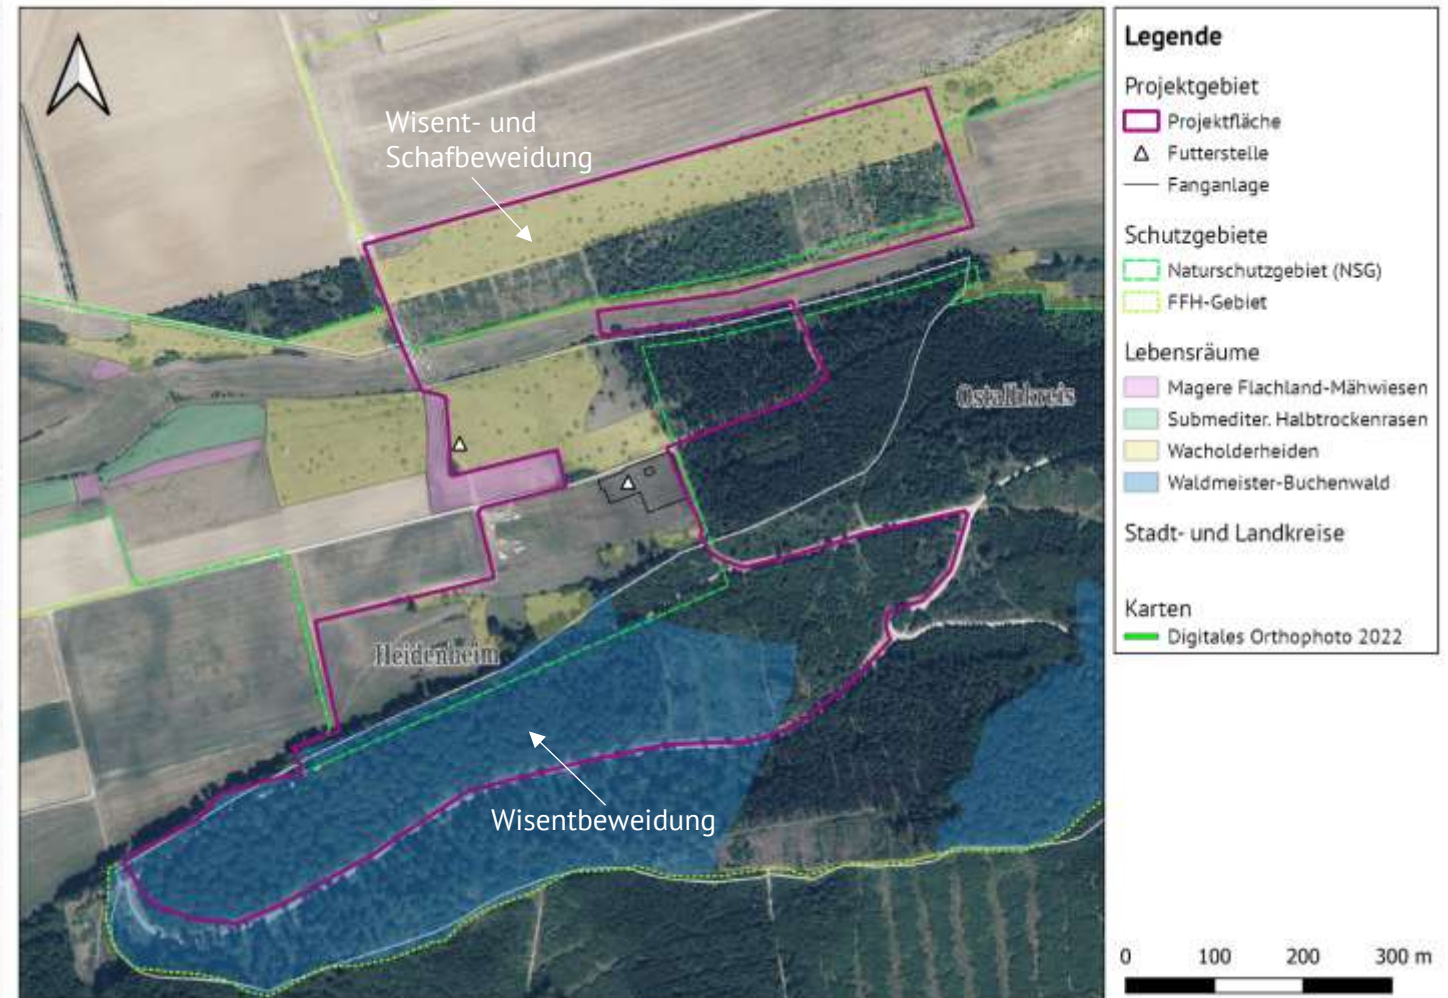 Wisent- und
Schafbeweidung
Ostalbkreis
Heidenheim
Wisentbeweidung
Legende
Projektgebiet
Projektfläche
Futterstelle
Fanganlage
Schutzgebiete
Naturschutzgebiet (NSG)
FFH-Gebiet
Lebensräume
Magere Flachland-Mähwiesen
Submediter. Halbtrockenrasen
Wacholderheiden
Waldmeister-Buchenwald
Stadt- und Landkreise
Karten
Digitales Orthophoto 2022
0 100 200 300 m